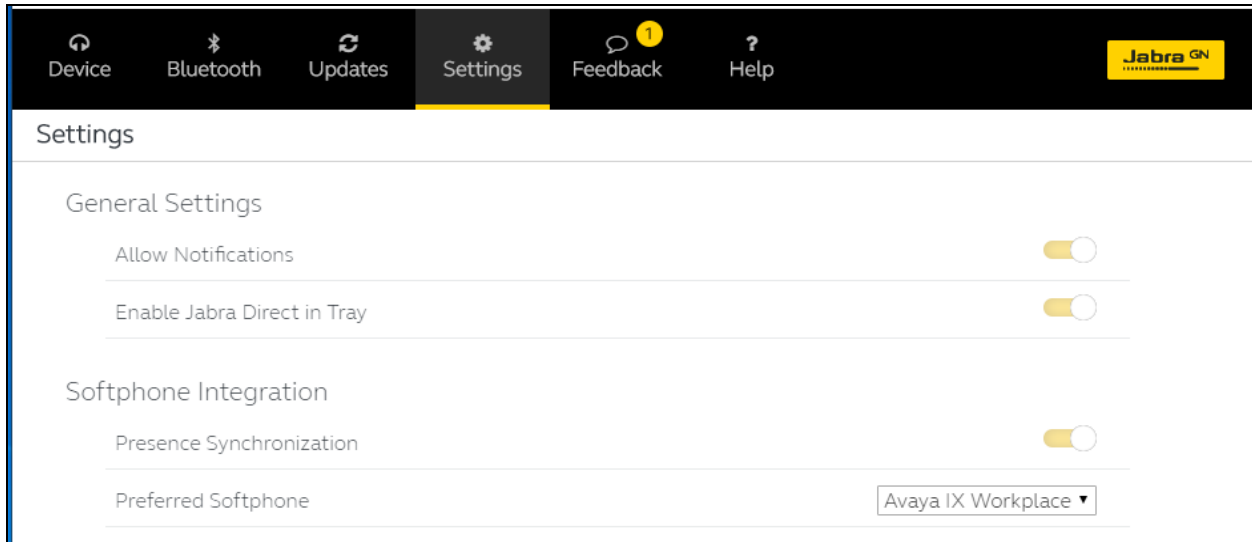 Device Bluetooth Updates Settings Feedback 1 ? Help Jabra GN
Settings
General Settings
Allow Notifications
Enable Jabra Direct in Tray
Softphone Integration
Presence Synchronization
Preferred Softphone Avaya IX Workplace